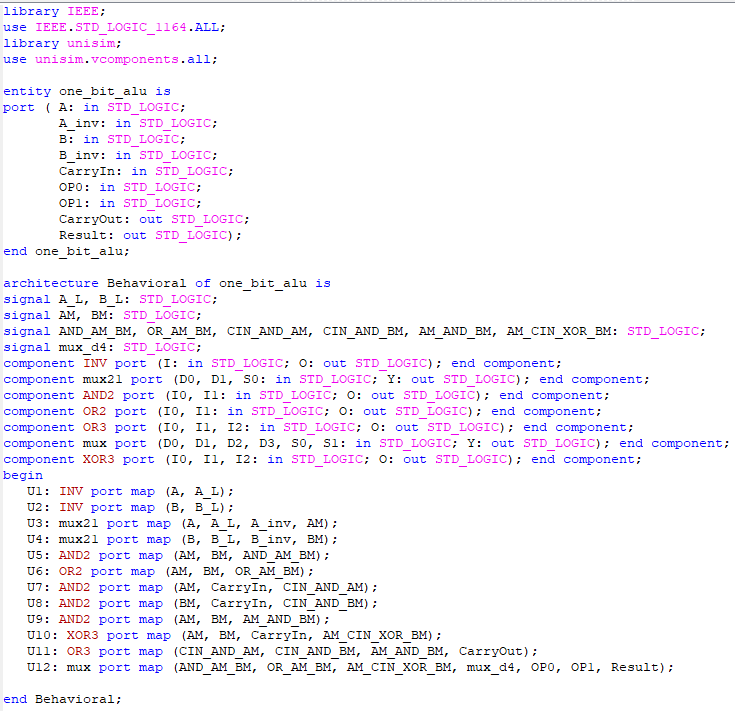 library IEEE;
use IEEE.STD_LOGIC_1164.ALL;
library unisim;
use unisim.vcomponents.all;

entity one_bit_alu is
port ( A: in STD_LOGIC;
       A_inv: in STD_LOGIC;
       B: in STD_LOGIC;
       B_inv: in STD_LOGIC;
       CarryIn: in STD_LOGIC;
       OP0: in STD_LOGIC;
       OP1: in STD_LOGIC;
       CarryOut: out STD_LOGIC;
       Result: out STD_LOGIC);
end one_bit_alu;

architecture Behavioral of one_bit_alu is
signal A_L, B_L: STD_LOGIC;
signal AM, BM: STD_LOGIC;
signal AND_AM_BM, OR_AM_BM, CIN_AND_AM, CIN_AND_BM, AM_AND_BM, AM_CIN_XOR_BM: STD_LOGIC;
signal mux_d4: STD_LOGIC;
component INV port (I: in STD_LOGIC; O: out STD_LOGIC); end component;
component mux21 port (D0, D1, S0: in STD_LOGIC; Y: out STD_LOGIC); end component;
component AND2 port (I0, I1: in STD_LOGIC; O: out STD_LOGIC); end component;
component OR2 port (I0, I1: in STD_LOGIC; O: out STD_LOGIC); end component;
component OR3 port (I0, I1, I2: in STD_LOGIC; O: out STD_LOGIC); end component;
component mux port (D0, D1, D2, D3, S0, S1: in STD_LOGIC; Y: out STD_LOGIC); end component;
component XOR3 port (I0, I1, I2: in STD_LOGIC; O: out STD_LOGIC); end component;
begin
   U1: INV port map (A, A_L);
   U2: INV port map (B, B_L);
   U3: mux21 port map (A, A_L, A_inv, AM);
   U4: mux21 port map (B, B_L, B_inv, BM);
   U5: AND2 port map (AM, BM, AND_AM_BM);
   U6: OR2 port map (AM, BM, OR_AM_BM);
   U7: AND2 port map (AM, CarryIn, CIN_AND_AM);
   U8: AND2 port map (BM, CarryIn, CIN_AND_BM);
   U9: AND2 port map (AM, BM, AM_AND_BM);
   U10: XOR3 port map (AM, BM, CarryIn, AM_CIN_XOR_BM);
   U11: OR3 port map (CIN_AND_AM, CIN_AND_BM, AM_AND_BM, CarryOut);
   U12: mux port map (AND_AM_BM, OR_AM_BM, AM_CIN_XOR_BM, mux_d4, OP0, OP1, Result);

end Behavioral;